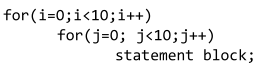 for(i=0;i<10;i++)
for(j=0; j<10;j++)
statement block;